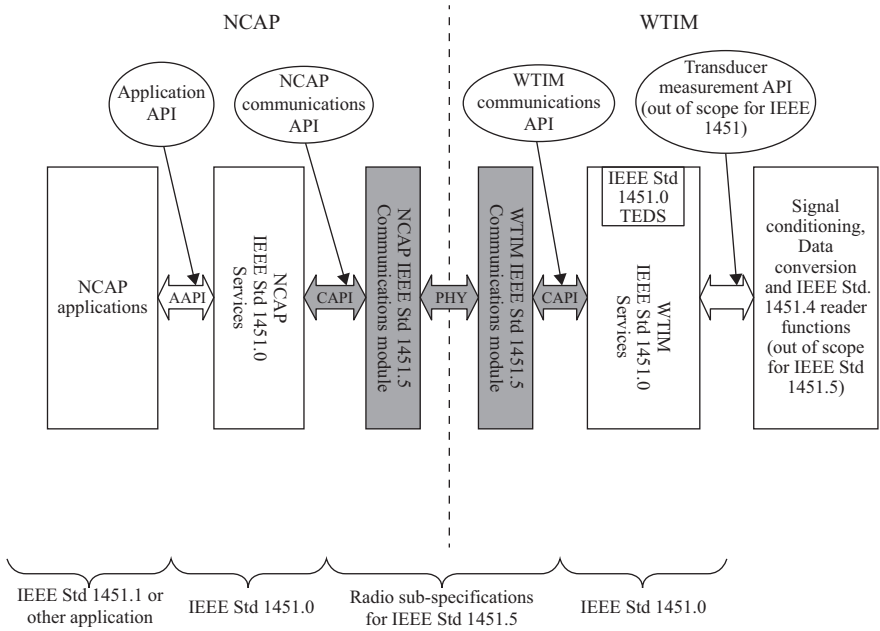 NCAP
WTIM
Application
API
NCAP
communications
API
WTIM
communications
API
Transducer
measurement API
(out of scope for IEEE
1451)
NCAP
applications
AAPI
NCAP
IEEE Std 1451.0
Services
CAPI
NCAP IEEE Std 1451.5
Communications module
PHY
WTIM IEEE Std 1451.5
Communications module
CAPI
IEEE Std
1451.0
TEDS
WTIM
IEEE Std 1451.0
Services
Signal
conditioning,
Data
conversion
and IEEE Std.
1451.4 reader
functions
(out of scope
for IEEE Std
1451.5)
IEEE Std 1451.1 or
other application
IEEE Std 1451.0
Radio sub-specifications
for IEEE Std 1451.5
IEEE Std 1451.0